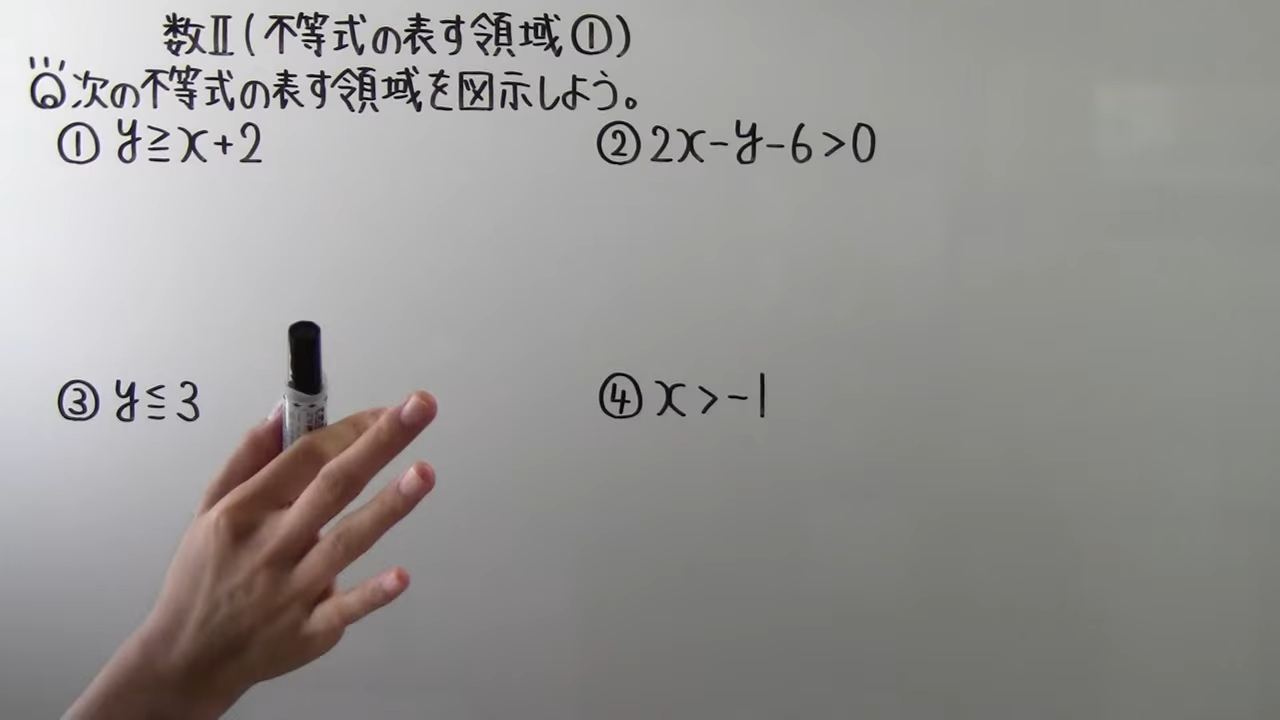 数Ⅱ(不等式の表す領域①)
Q次の不等式の表す領域を図示しよう。
① y≧x+2
② 2x-y-6>0
③ y≦3
④ x>-1